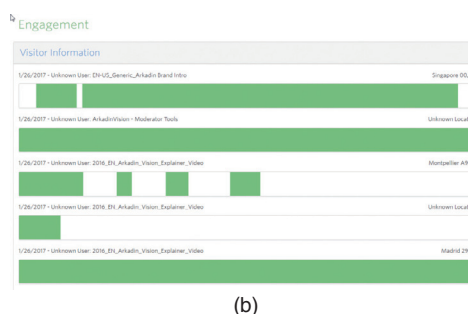 Engagement
Visitor Information
1/26/2017 - Unknown User: EN-US_Generic_Arkadin Brand Intro Singapore 00,
1/26/2017 - Unknown User: ArkadinVision - Moderator Tools Unknown Locat
1/26/2017 - Unknown User: 2016_EN_Arkadin_Vision_Explainer_Video Montpellier A9
1/26/2017 - Unknown User: 2016_EN_Arkadin_Vision_Explainer_Video Unknown Locat
1/26/2017 - Unknown User: 2016_EN_Arkadin_Vision_Explainer_Video Madrid 29
(b)